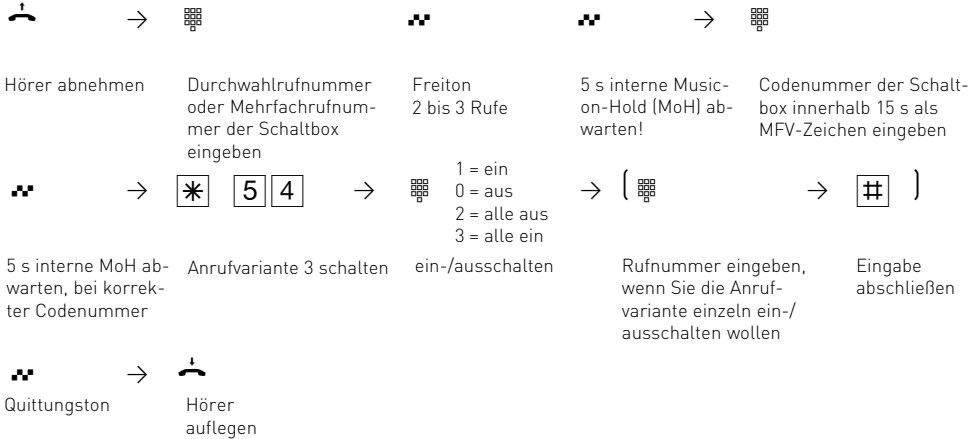 Hörer abnehmen
Durchwahlrufnummer
oder Mehrfachrufnum-
mer der Schaltbox
eingeben
Freiton
2 bis 3 Rufe
5 s interne Music-
on-Hold (MoH) ab-
warten!
Codenummer der Schalt-
box innerhalb 15 s als
MFV-Zeichen eingeben
* 5 4
1 = ein
0 = aus
2 = alle aus
3 = alle ein
( # )
5 s interne MoH ab-
warten, bei korrek-
ter Codenummer
Anrufvariante 3 schalten
ein-/ausschalten
Rufnummer eingeben,
wenn Sie die Anruf-
variante einzeln ein-/
ausschalten wollen
Eingabe
abschließen
Quittungston
Hörer
auflegen